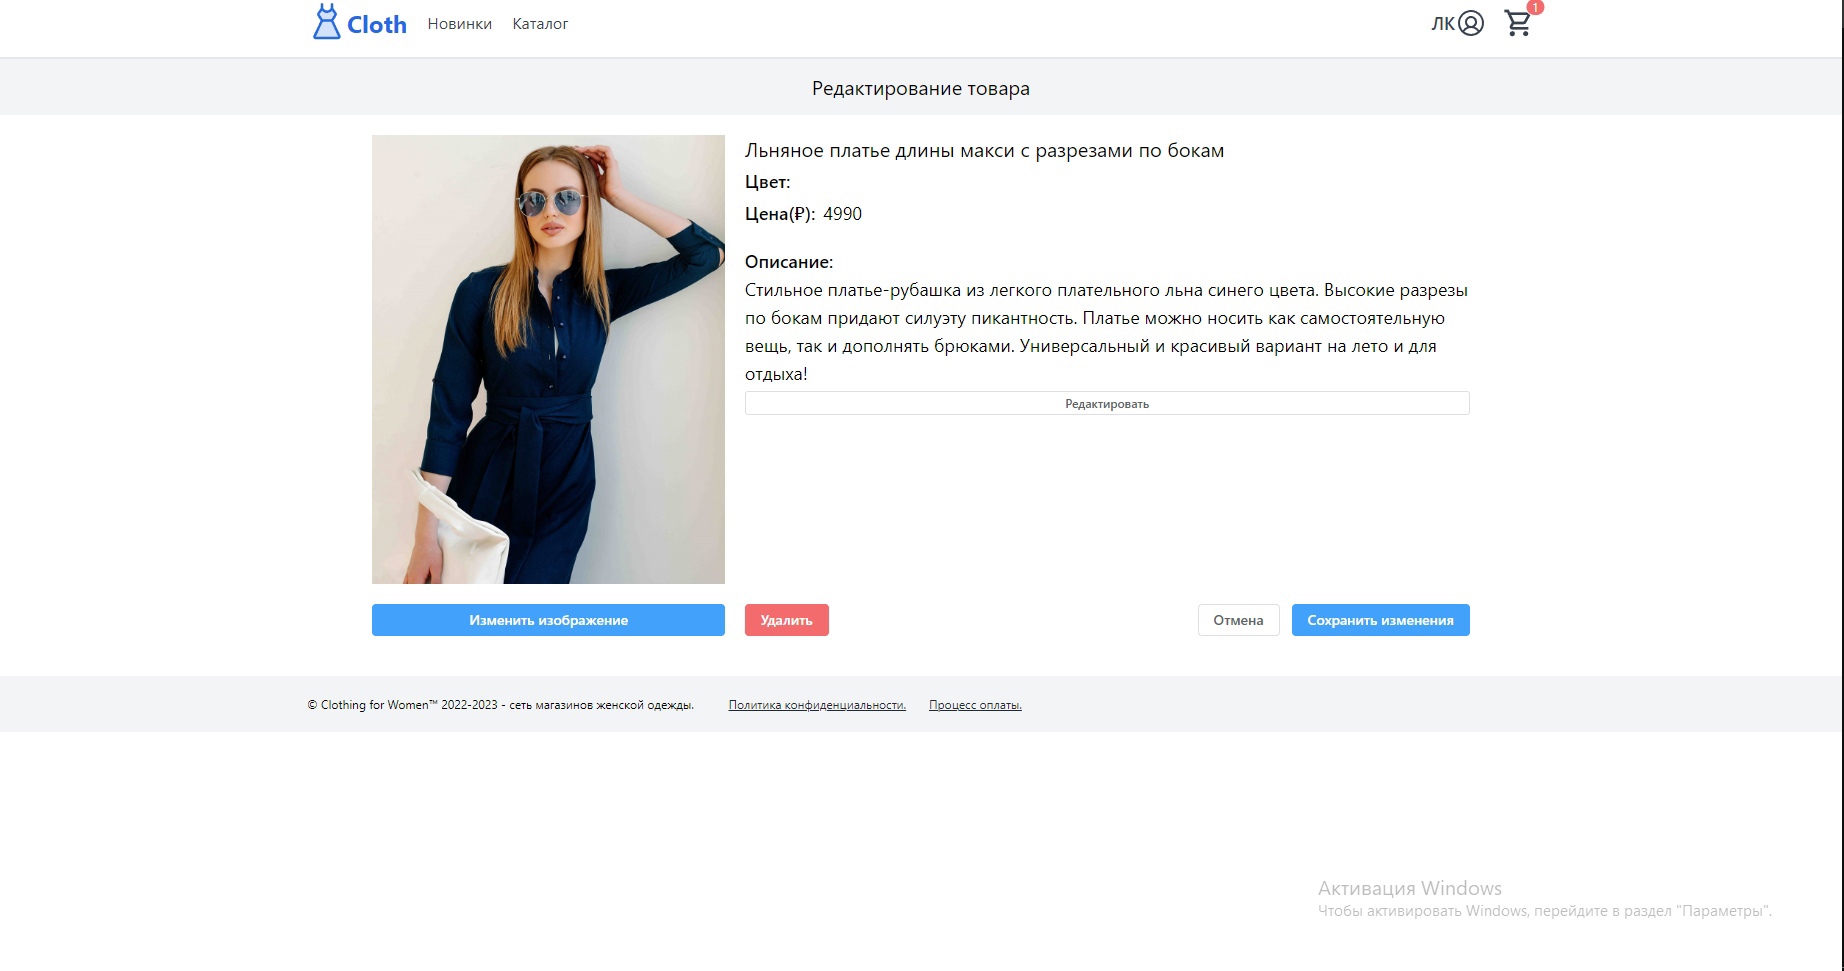 Cloth
Новинки
Каталог
ЛК
1
Редактирование товара
Льняное платье длины макси с разрезами по бокам
Цвет:
Цена(₽): 4990
Описание:
Стильное платье-рубашка из легкого плательного льна синего цвета. Высокие разрезы
по бокам придают силуэту пикантность. Платье можно носить как самостоятельную
вещь, так и дополнять брюками. Универсальный и красивый вариант на лето и для
отдыха!
Редактировать
Изменить изображение
Удалить
Отмена
Сохранить изменения
© Clothing for Women™ 2022-2023 - сеть магазинов женской одежды.
Политика конфиденциальности.
Процесс оплаты.
Активация Windows
Чтобы активировать Windows, перейдите в раздел "Параметры".